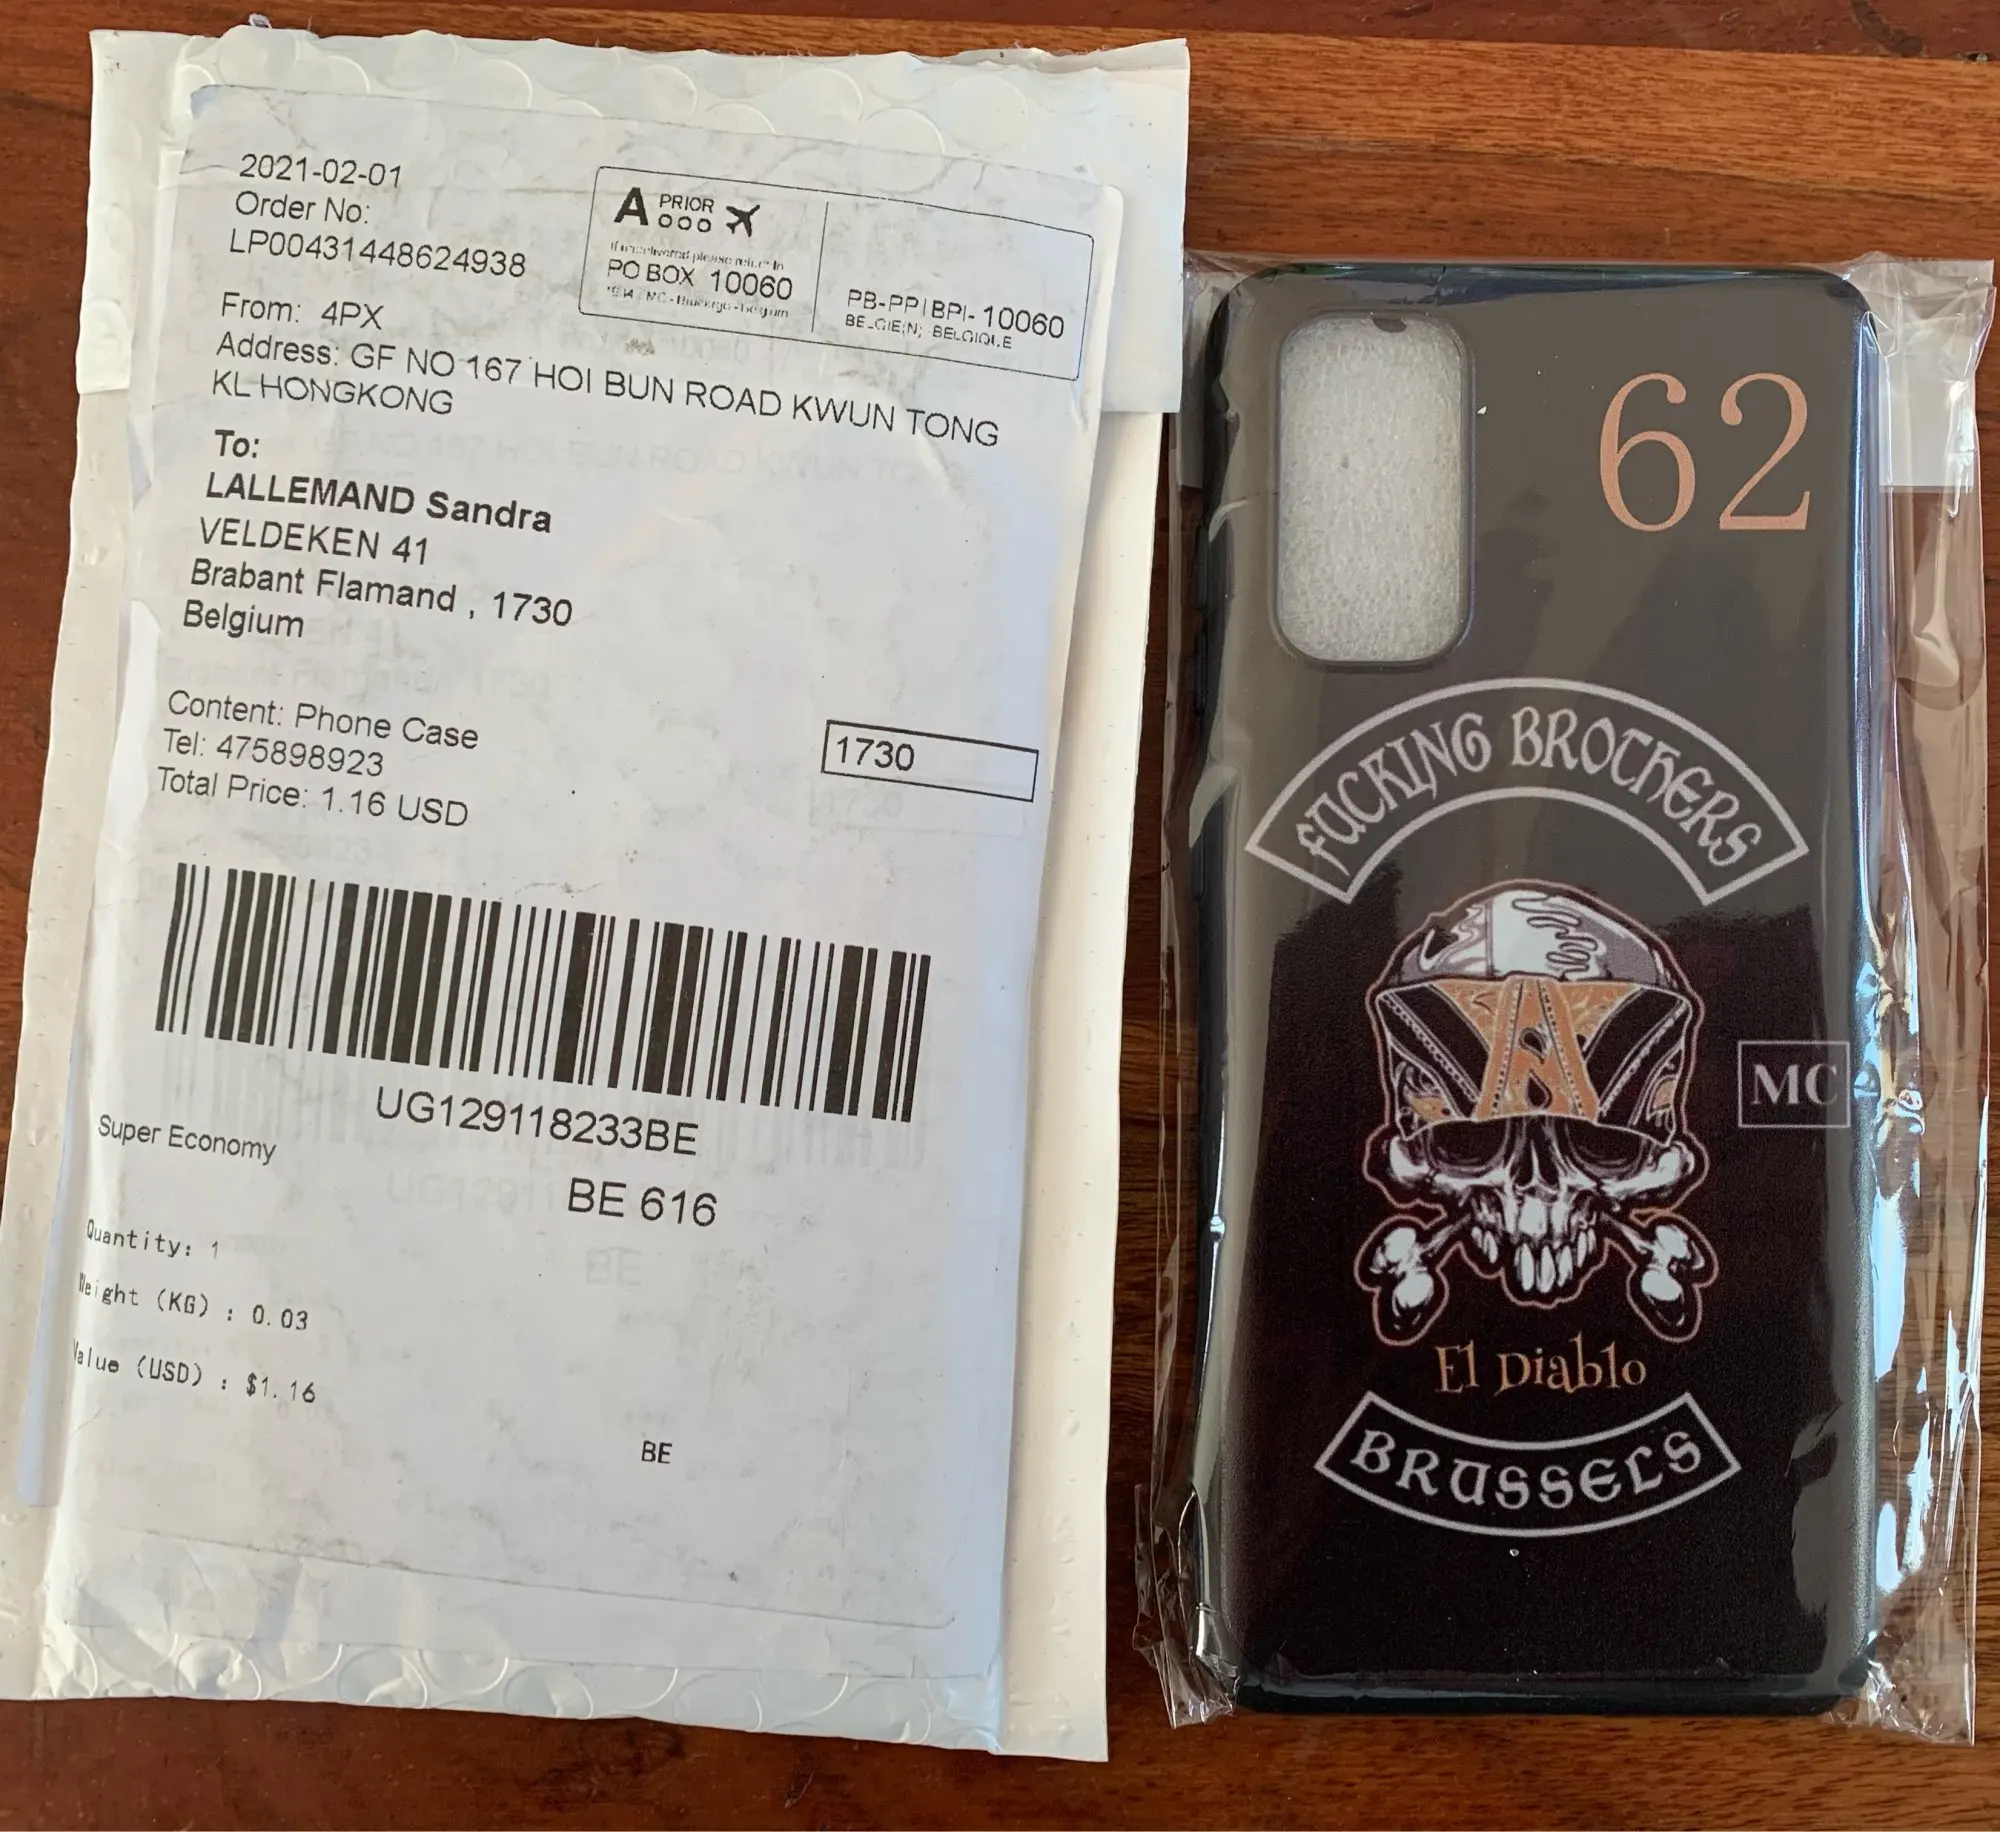 2021-02-01
Order No:
LP00431448624938
A PRIOR
PO BOX 10060
PB-PP|BPI-10060
BELGIE(N) - BELGIQUE
From: 4PX
Address: GF NO 167 HOI BUN ROAD KWUN TONG
KL HONGKONG
To:
LALLEMAND Sandra
VELDEKEN 41
Brabant Flamand , 1730
Belgium
Content: Phone Case
Tel: 475898923
Total Price: 1.16 USD
1730
UG129118233BE
Super Economy
BE 616
Quantity: 1
Weight (KG) : 0.03
Value (USD) : $1.16
BE
62
FUCKING BROTHERS
MC
El Diablo
BRUSSELS